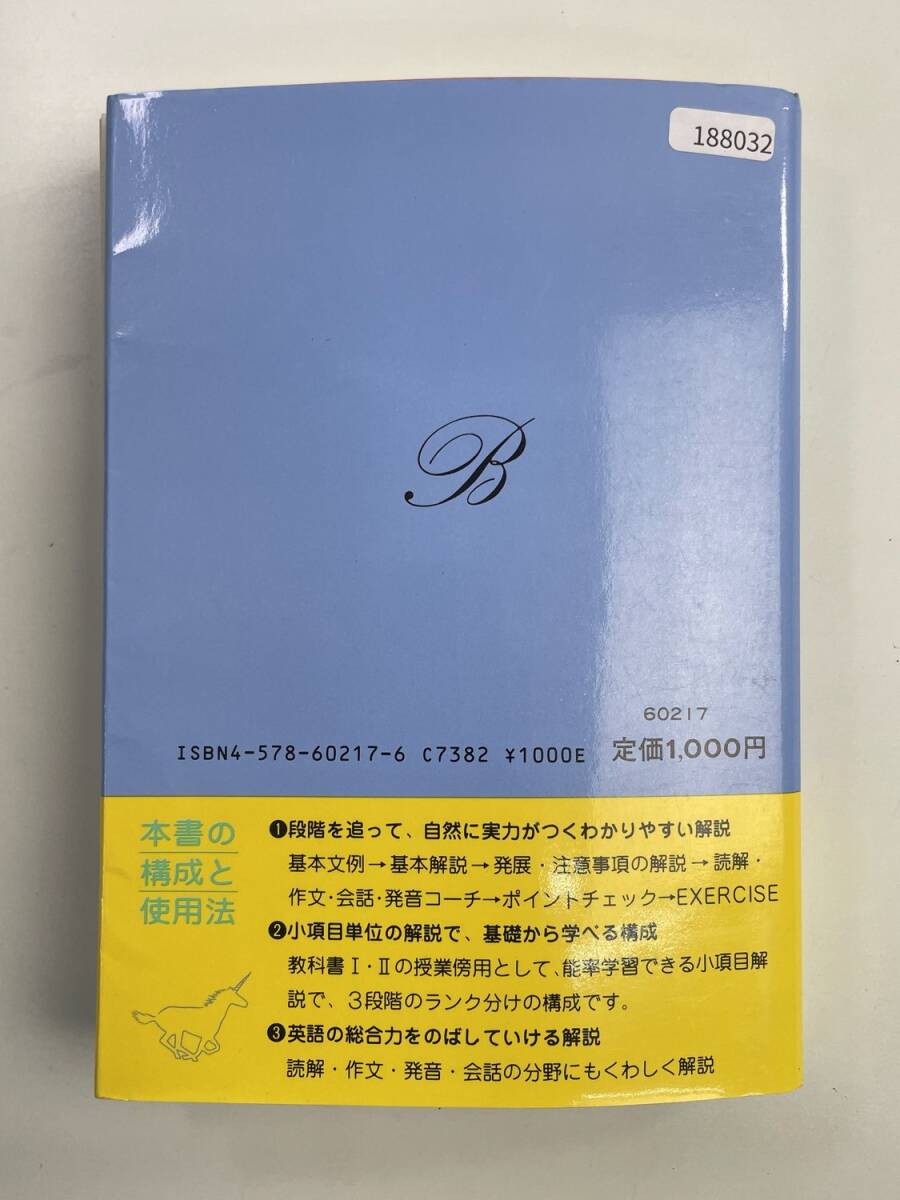 188032
B
60217
ISBN4-578-60217-6 C7382 ¥1000E 定価1,000円
本書の
構成と
使用法
❶段階を追って、自然に実力がつくわかりやすい解説
基本文例→基本解説→発展・注意事項の解説→読解・
作文・会話・発音コーチ→ポイントチェック→EXERCISE
❷小項目単位の解説で、基礎から学べる構成
教科書Ⅰ・Ⅱの授業傍用として、能率学習できる小項目解
説で、3段階のランク分けの構成です。
❸英語の総合力をのばしていける解説
読解・作文・発音・会話の分野にもくわしく解説